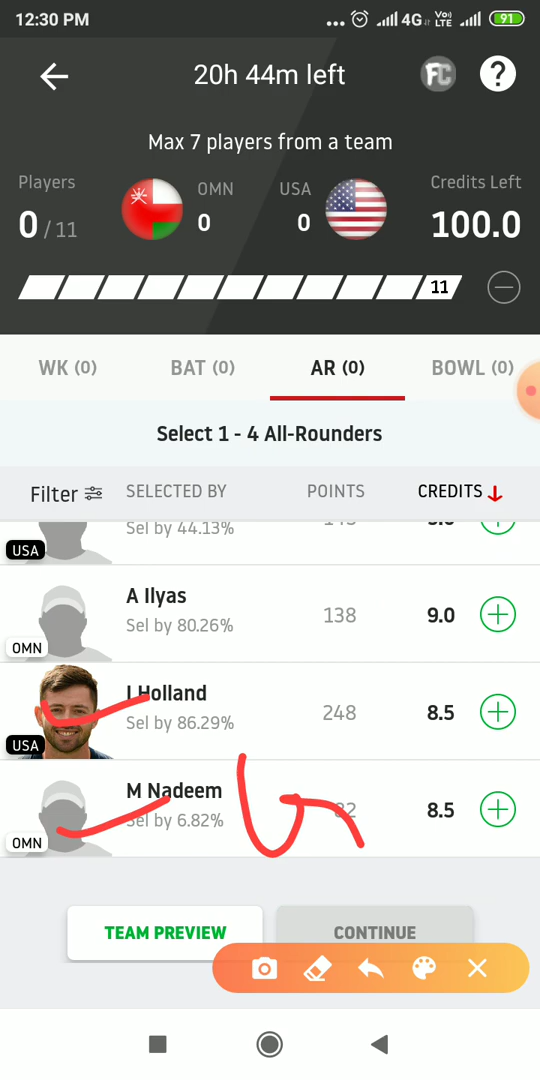 12:30 PM ... 4G Vo) LTE 91
20h 44m left FC ?
Max 7 players from a team
Players OMN USA Credits Left
0 / 11 0 0 100.0
11
WK (0) BAT (0) AR (0) BOWL (0)
Select 1 - 4 All-Rounders
Filter SELECTED BY POINTS CREDITS
Sel by 44.13%
USA
A Ilyas
Sel by 80.26% 138 9.0
OMN
I Holland
Sel by 86.29% 248 8.5
USA
M Nadeem
Sel by 6.82% 8.5
OMN
TEAM PREVIEW CONTINUE